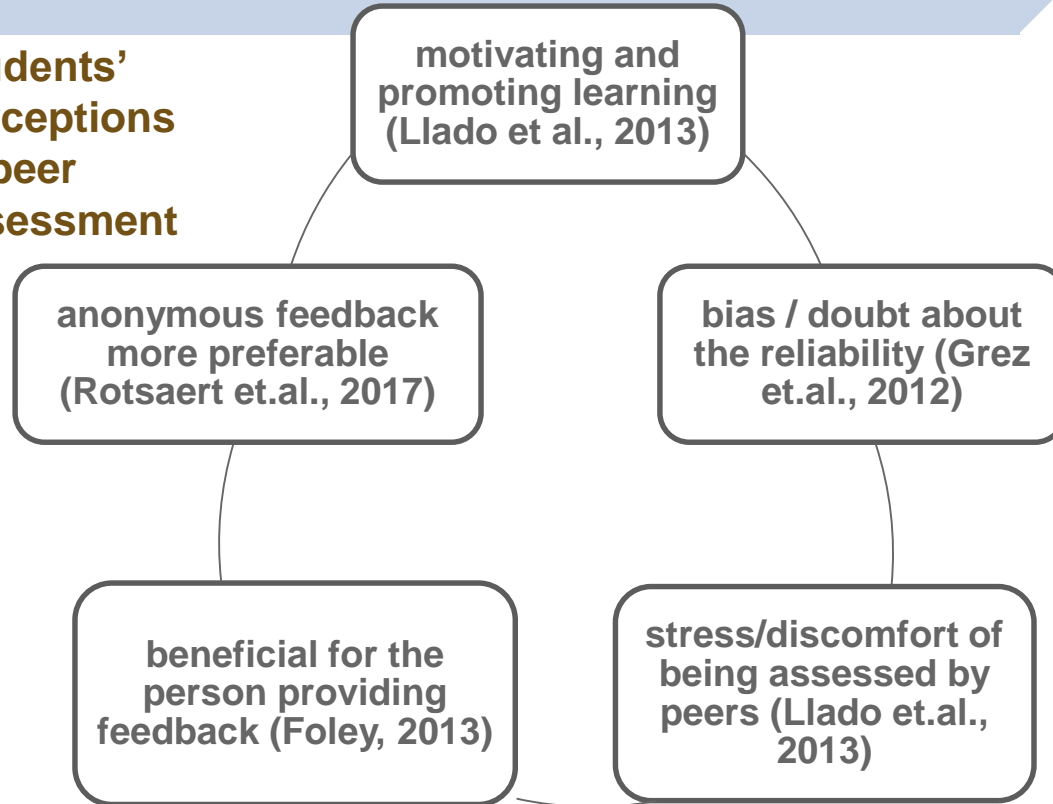 udents’
ceptions
peer
sessment
motivating and
promoting learning
(Llado et al., 2013)
anonymous feedback
more preferable
(Rotsaert et.al., 2017)
bias / doubt about
the reliability (Grez
et.al., 2012)
beneficial for the
person providing
feedback (Foley, 2013)
stress/discomfort of
being assessed by
peers (Llado et.al.,
2013)